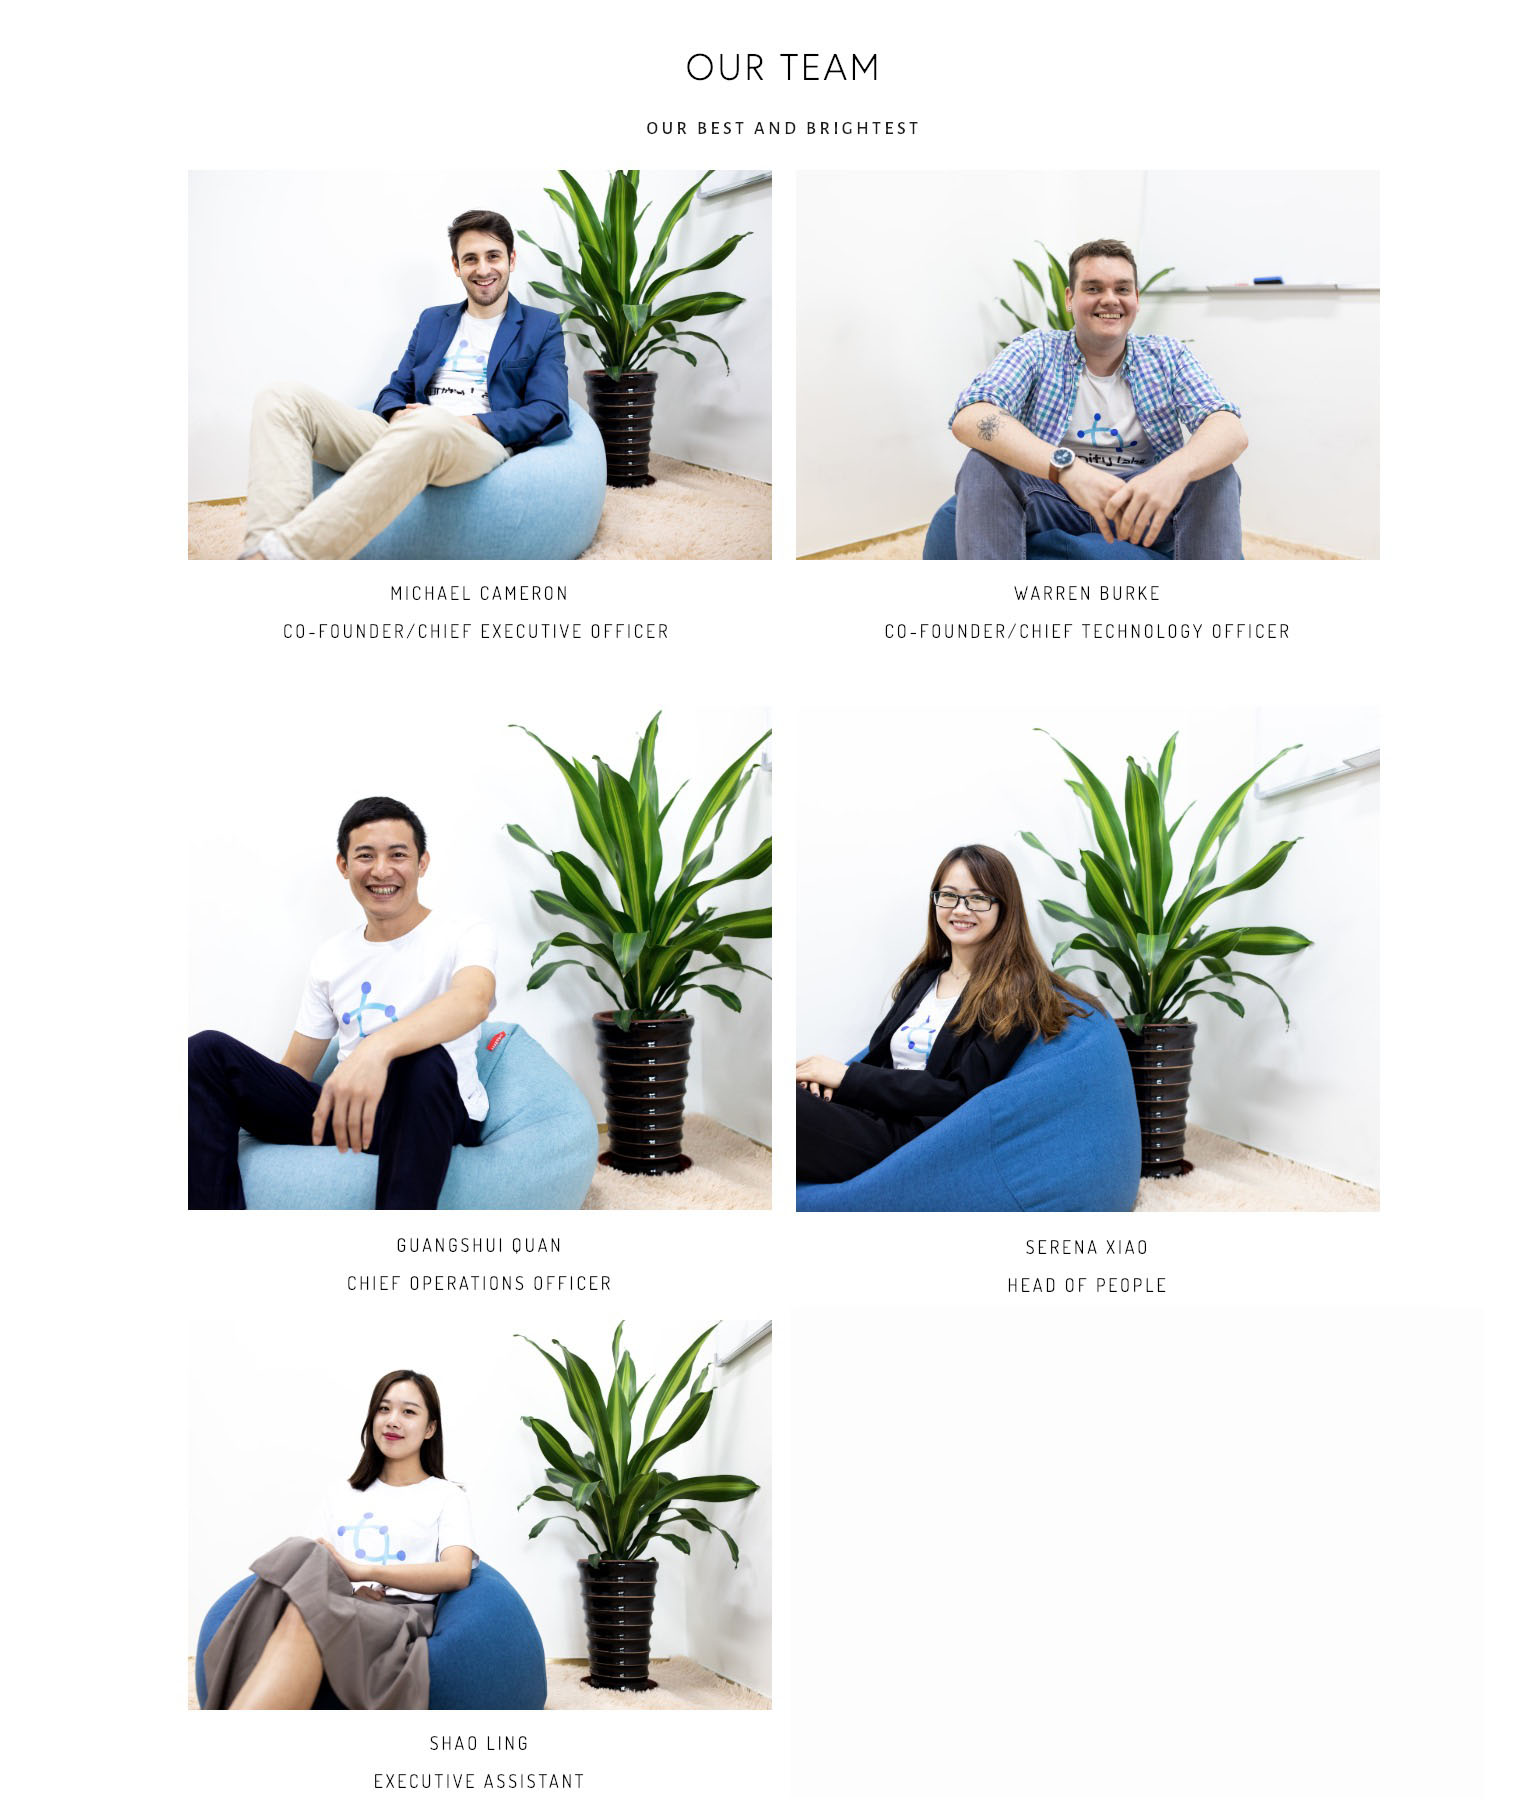 OUR TEAM
OUR BEST AND BRIGHTEST
MICHAEL CAMERON
CO-FOUNDER/CHIEF EXECUTIVE OFFICER
WARREN BURKE
CO-FOUNDER/CHIEF TECHNOLOGY OFFICER
GUANGSHUI QUAN
CHIEF OPERATIONS OFFICER
SERENA XIAO
HEAD OF PEOPLE
SHAO LING
EXECUTIVE ASSISTANT